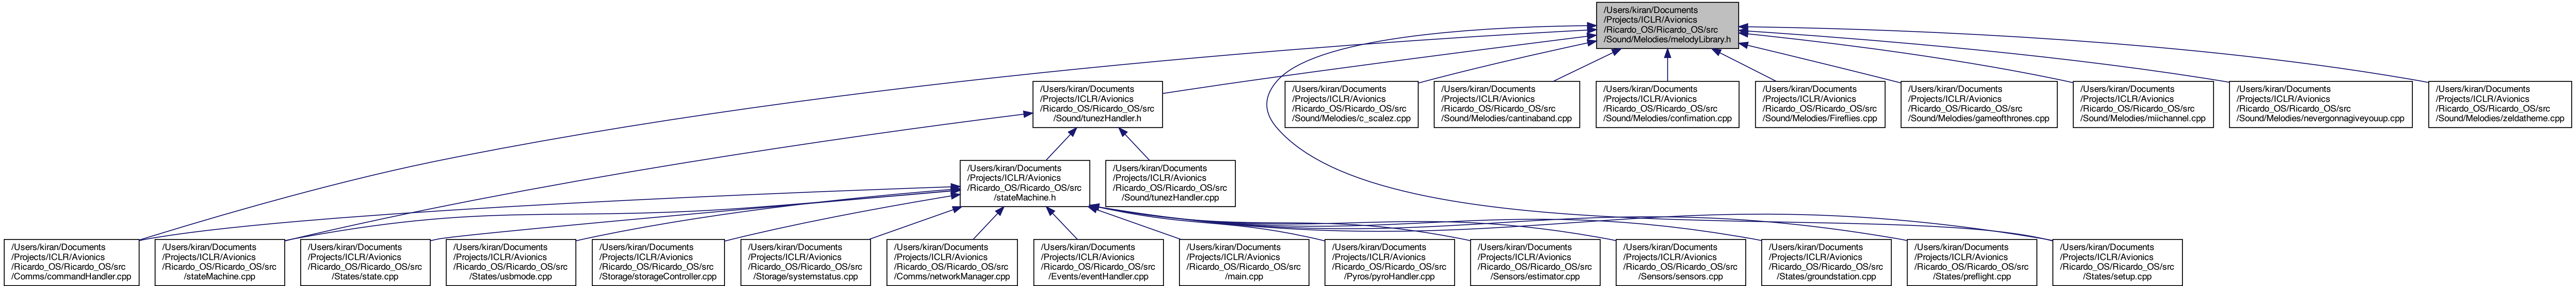 /Users/kiran/Documents
/Projects/ICLR/Avionics
/Ricardo_OS/Ricardo_OS/src
/Sound/Melodies/melodyLibrary.h
/Users/kiran/Documents
/Projects/ICLR/Avionics
/Ricardo_OS/Ricardo_OS/src
/Sound/tunezHandler.h
/Users/kiran/Documents
/Projects/ICLR/Avionics
/Ricardo_OS/Ricardo_OS/src
/Sound/Melodies/c_scalez.cpp
/Users/kiran/Documents
/Projects/ICLR/Avionics
/Ricardo_OS/Ricardo_OS/src
/Sound/Melodies/cantinaband.cpp
/Users/kiran/Documents
/Projects/ICLR/Avionics
/Ricardo_OS/Ricardo_OS/src
/Sound/Melodies/confimation.cpp
/Users/kiran/Documents
/Projects/ICLR/Avionics
/Ricardo_OS/Ricardo_OS/src
/Sound/Melodies/Fireflies.cpp
/Users/kiran/Documents
/Projects/ICLR/Avionics
/Ricardo_OS/Ricardo_OS/src
/Sound/Melodies/gameofthrones.cpp
/Users/kiran/Documents
/Projects/ICLR/Avionics
/Ricardo_OS/Ricardo_OS/src
/Sound/Melodies/miichannel.cpp
/Users/kiran/Documents
/Projects/ICLR/Avionics
/Ricardo_OS/Ricardo_OS/src
/Sound/Melodies/nevergonnagiveyouup.cpp
/Users/kiran/Documents
/Projects/ICLR/Avionics
/Ricardo_OS/Ricardo_OS/src
/Sound/Melodies/zeldatheme.cpp
/Users/kiran/Documents
/Projects/ICLR/Avionics
/Ricardo_OS/Ricardo_OS/src
/stateMachine.h
/Users/kiran/Documents
/Projects/ICLR/Avionics
/Ricardo_OS/Ricardo_OS/src
/Sound/tunezHandler.cpp
/Users/kiran/Documents
/Projects/ICLR/Avionics
/Ricardo_OS/Ricardo_OS/src
/Comms/commandHandler.cpp
/Users/kiran/Documents
/Projects/ICLR/Avionics
/Ricardo_OS/Ricardo_OS/src
/stateMachine.cpp
/Users/kiran/Documents
/Projects/ICLR/Avionics
/Ricardo_OS/Ricardo_OS/src
/States/state.cpp
/Users/kiran/Documents
/Projects/ICLR/Avionics
/Ricardo_OS/Ricardo_OS/src
/States/usbmode.cpp
/Users/kiran/Documents
/Projects/ICLR/Avionics
/Ricardo_OS/Ricardo_OS/src
/Storage/storageController.cpp
/Users/kiran/Documents
/Projects/ICLR/Avionics
/Ricardo_OS/Ricardo_OS/src
/Storage/systemstatus.cpp
/Users/kiran/Documents
/Projects/ICLR/Avionics
/Ricardo_OS/Ricardo_OS/src
/Comms/networkManager.cpp
/Users/kiran/Documents
/Projects/ICLR/Avionics
/Ricardo_OS/Ricardo_OS/src
/Events/eventHandler.cpp
/Users/kiran/Documents
/Projects/ICLR/Avionics
/Ricardo_OS/Ricardo_OS/src
/main.cpp
/Users/kiran/Documents
/Projects/ICLR/Avionics
/Ricardo_OS/Ricardo_OS/src
/Pyros/pyroHandler.cpp
/Users/kiran/Documents
/Projects/ICLR/Avionics
/Ricardo_OS/Ricardo_OS/src
/Sensors/estimator.cpp
/Users/kiran/Documents
/Projects/ICLR/Avionics
/Ricardo_OS/Ricardo_OS/src
/Sensors/sensors.cpp
/Users/kiran/Documents
/Projects/ICLR/Avionics
/Ricardo_OS/Ricardo_OS/src
/States/groundstation.cpp
/Users/kiran/Documents
/Projects/ICLR/Avionics
/Ricardo_OS/Ricardo_OS/src
/States/preflight.cpp
/Users/kiran/Documents
/Projects/ICLR/Avionics
/Ricardo_OS/Ricardo_OS/src
/States/setup.cpp